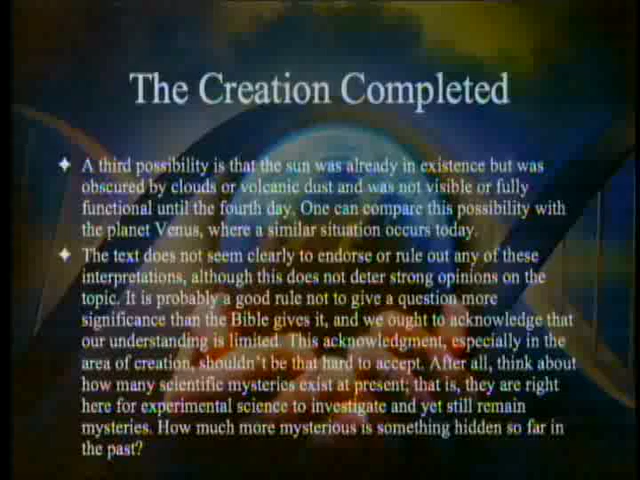 The Creation Completed
A third possibility is that the sun was already in existence but was
obscured by clouds or volcanic dust and was not visible or fully
functional until the fourth day. One can compare this possibility with
the planet Venus, where a similar situation occurs today.
The text does not seem clearly to endorse or rule out any of these
interpretations, although this does not deter strong opinions on the
topic. It is probably a good rule not to give a question more
significance than the Bible gives it, and we ought to acknowledge that
our understanding is limited. This acknowledgment, especially in the
area of creation, shouldn't be that hard to accept. After all, think about
how many scientific mysteries exist at present; that is, they are right
here for experimental science to investigate and yet still remain
mysteries. How much more mysterious is something hidden so far in
the past?